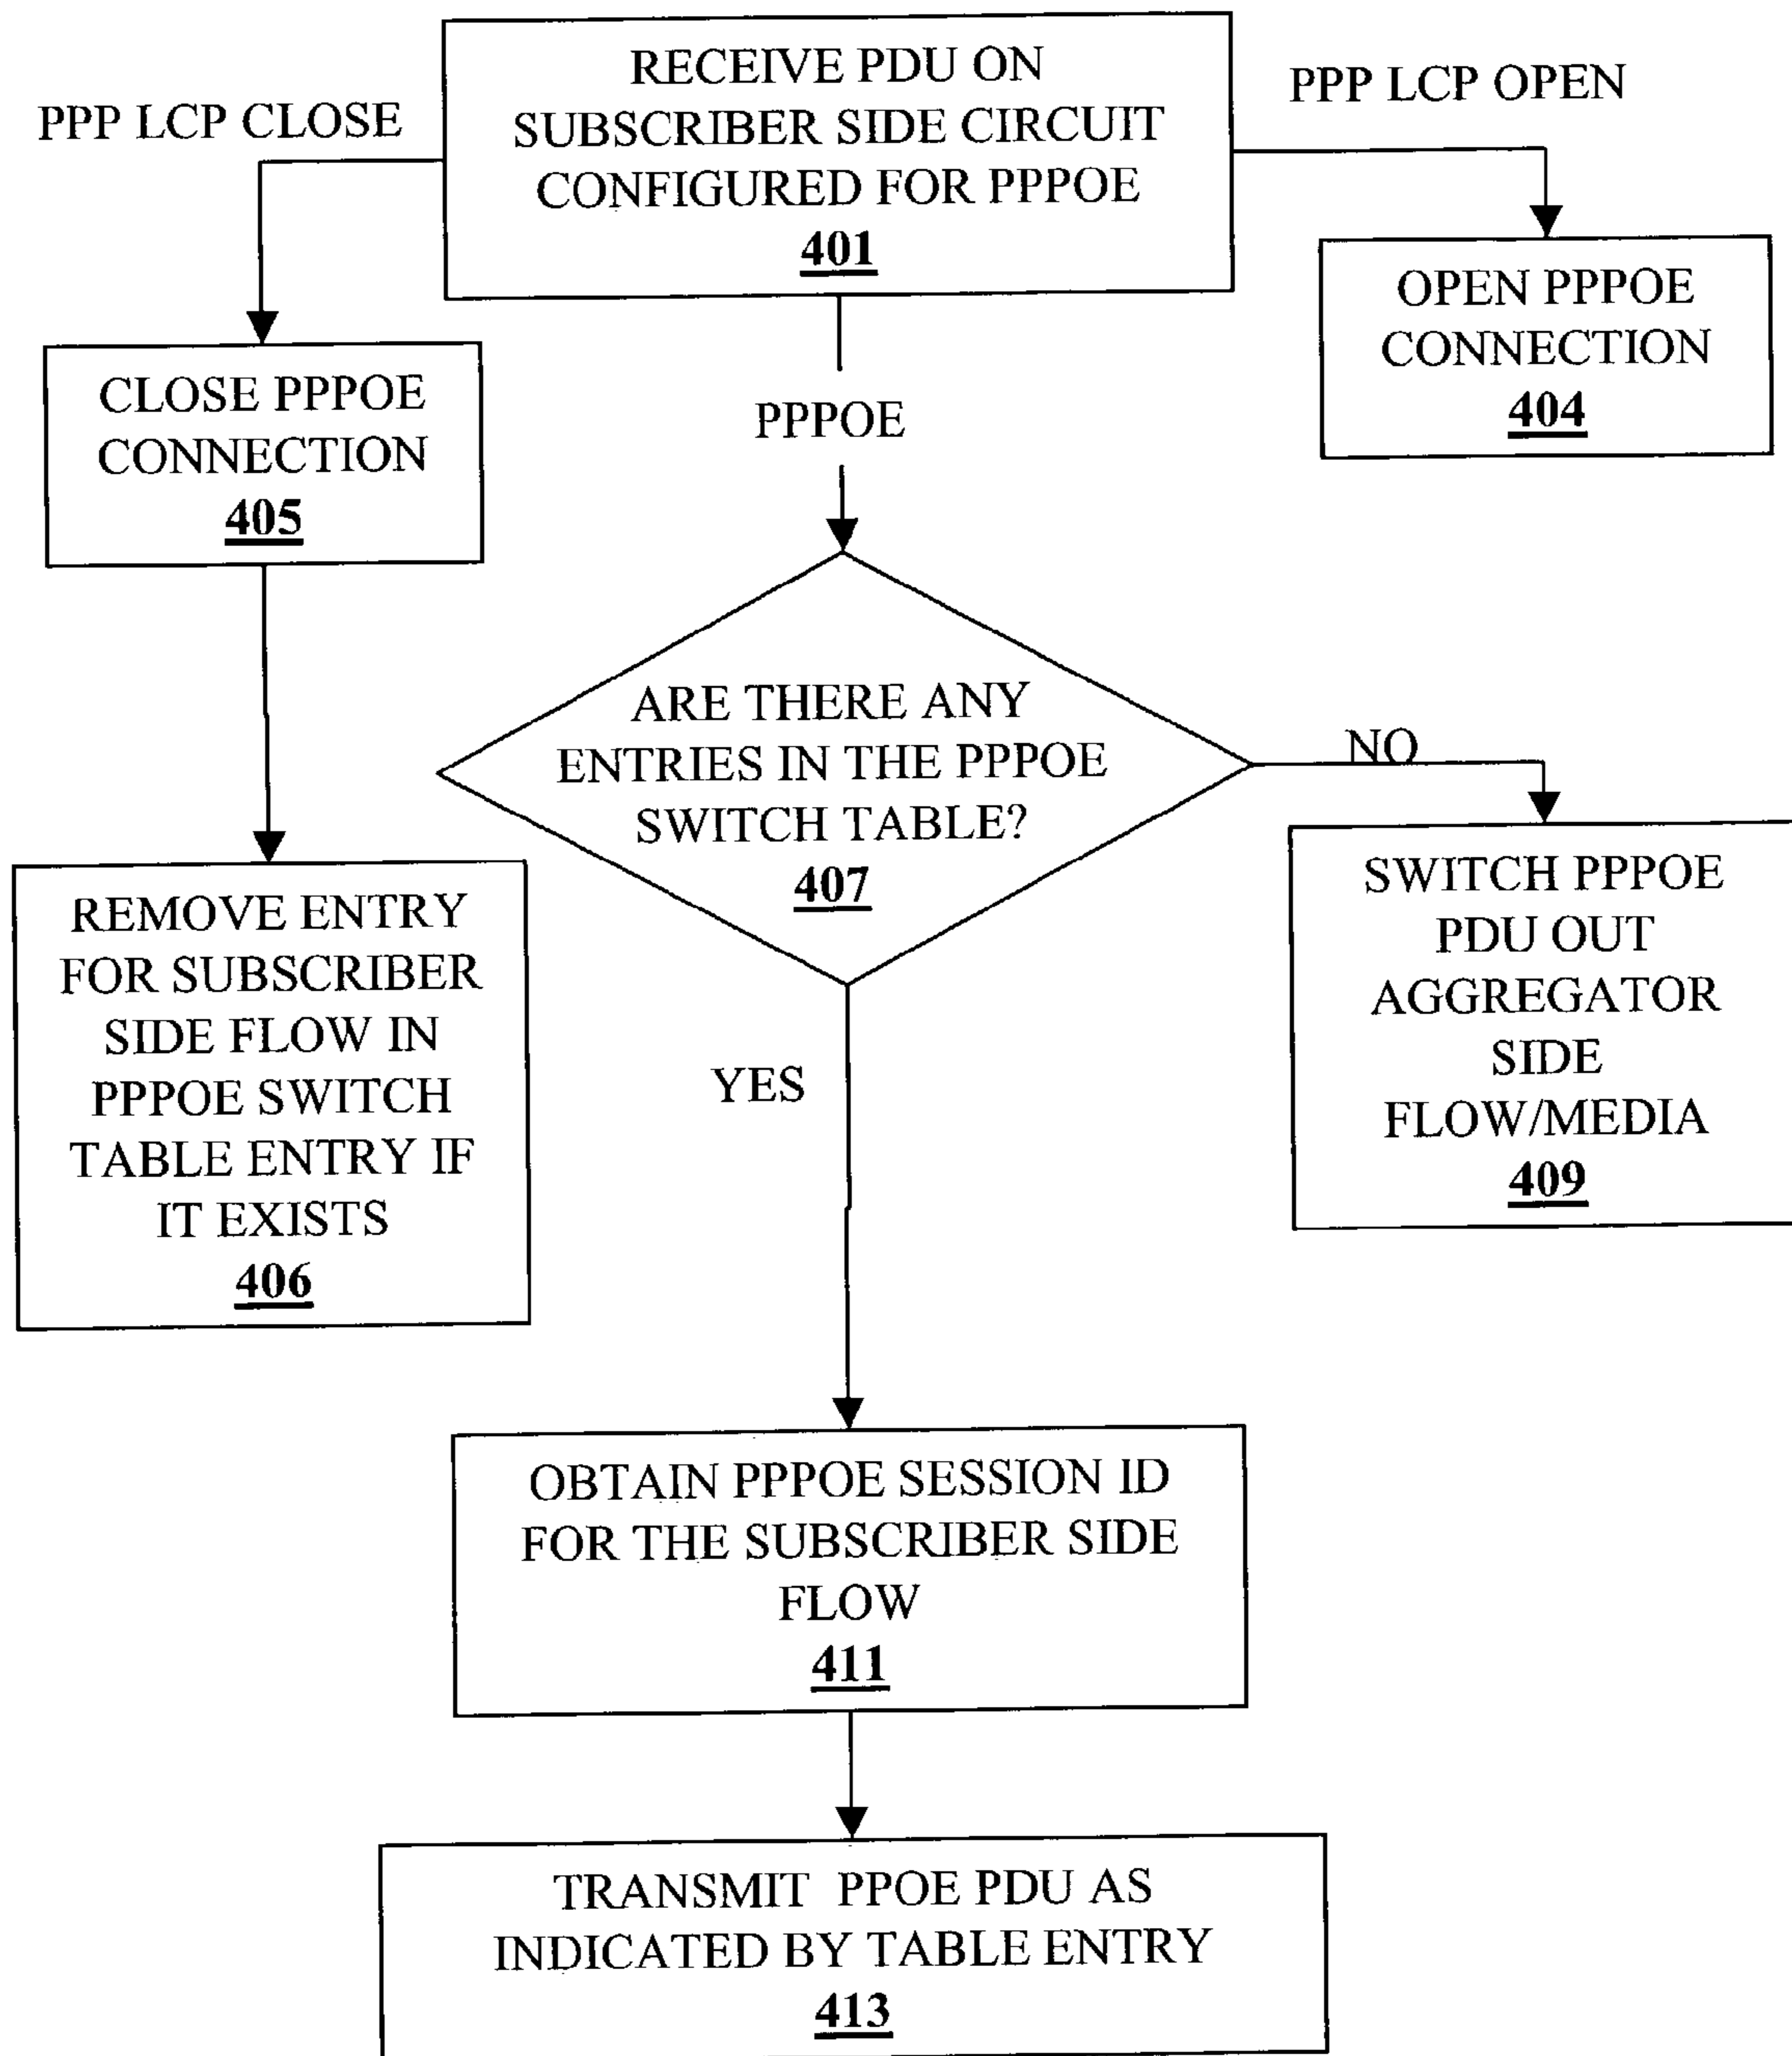 RECEIVE PDU ON
SUBSCRIBER SIDE CIRCUIT
CONFIGURED FOR PPPOE
401
PPP LCP CLOSE
PPP LCP OPEN
OPEN PPPOE
CONNECTION
404
CLOSE PPPOE
CONNECTION
405
PPPOE
ARE THERE ANY
ENTRIES IN THE PPPOE
SWITCH TABLE?
407
NO
REMOVE ENTRY
FOR SUBSCRIBER
SIDE FLOW IN
PPPOE SWITCH
TABLE ENTRY IF
IT EXISTS
406
SWITCH PPPOE
PDU OUT
AGGREGATOR
SIDE
FLOW/MEDIA
409
YES
OBTAIN PPPOE SESSION ID
FOR THE SUBSCRIBER SIDE
FLOW
411
TRANSMIT PPOE PDU AS
INDICATED BY TABLE ENTRY
413